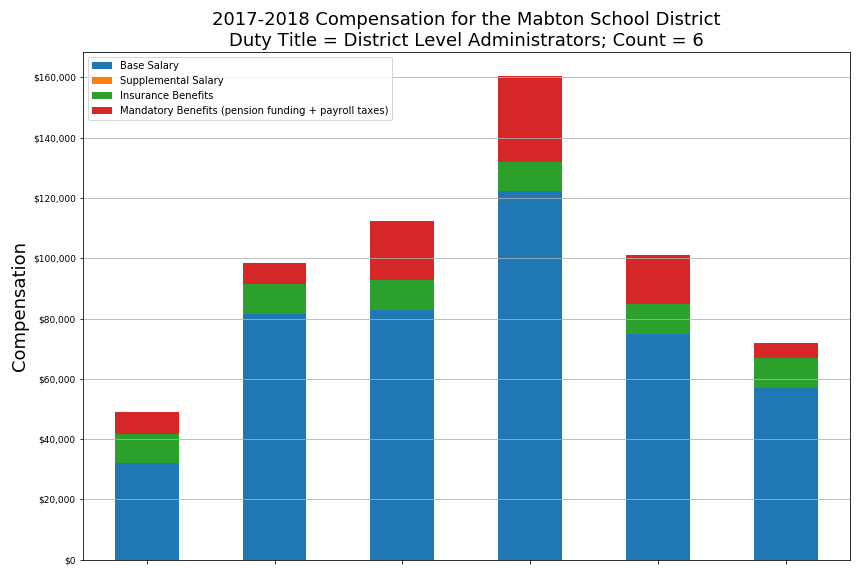 2017-2018 Compensation for the Mabton School District
Duty Title = District Level Administrators; Count = 6
Base Salary
Supplemental Salary
Insurance Benefits
Mandatory Benefits (pension funding + payroll taxes)
$160,000
$140,000
$120,000
$100,000
$80,000
$60,000
$40,000
$20,000
$0
Compensation